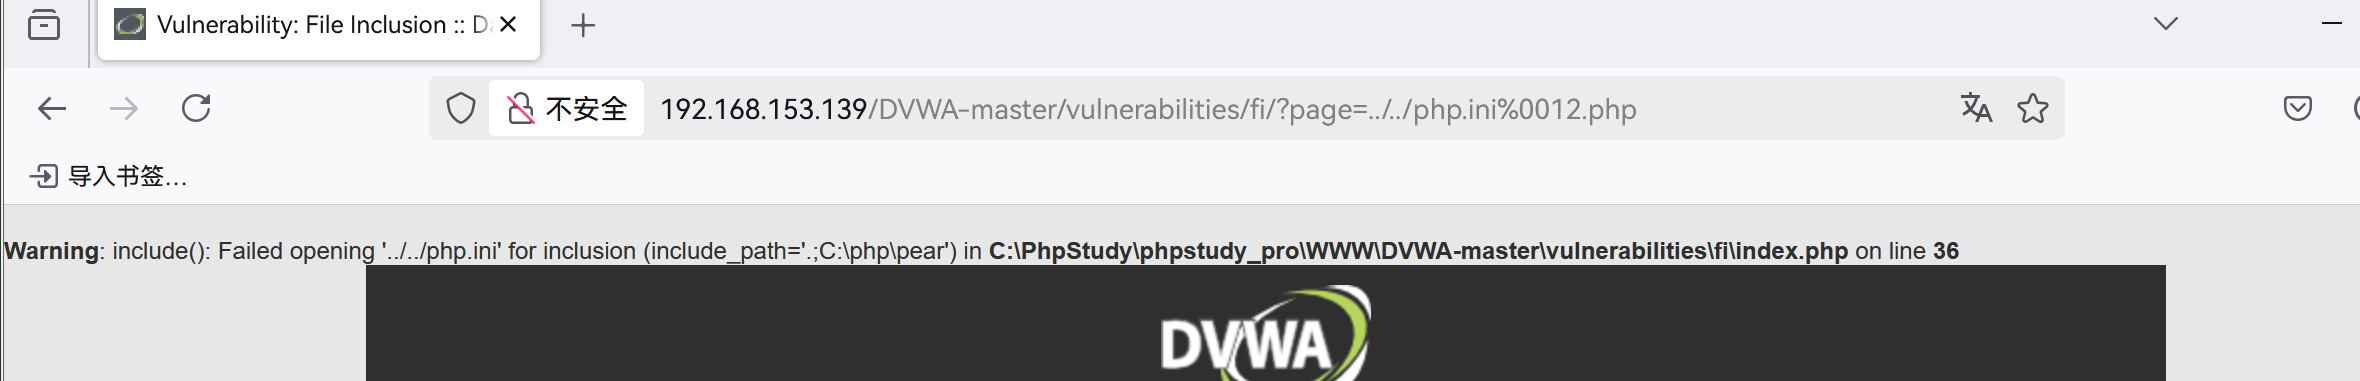 Vulnerability: File Inclusion :: Da
不安全 192.168.153.139/DVWA-master/vulnerabilities/fi/?page=../../php.ini%0012.php
导入书签...
Warning: include(): Failed opening '../../php.ini' for inclusion (include_path='.;C:\php\pear') in C:\PhpStudy\phpstudy_pro\WWW\DVWA-master\vulnerabilities\fi\index.php on line 36
DVWA